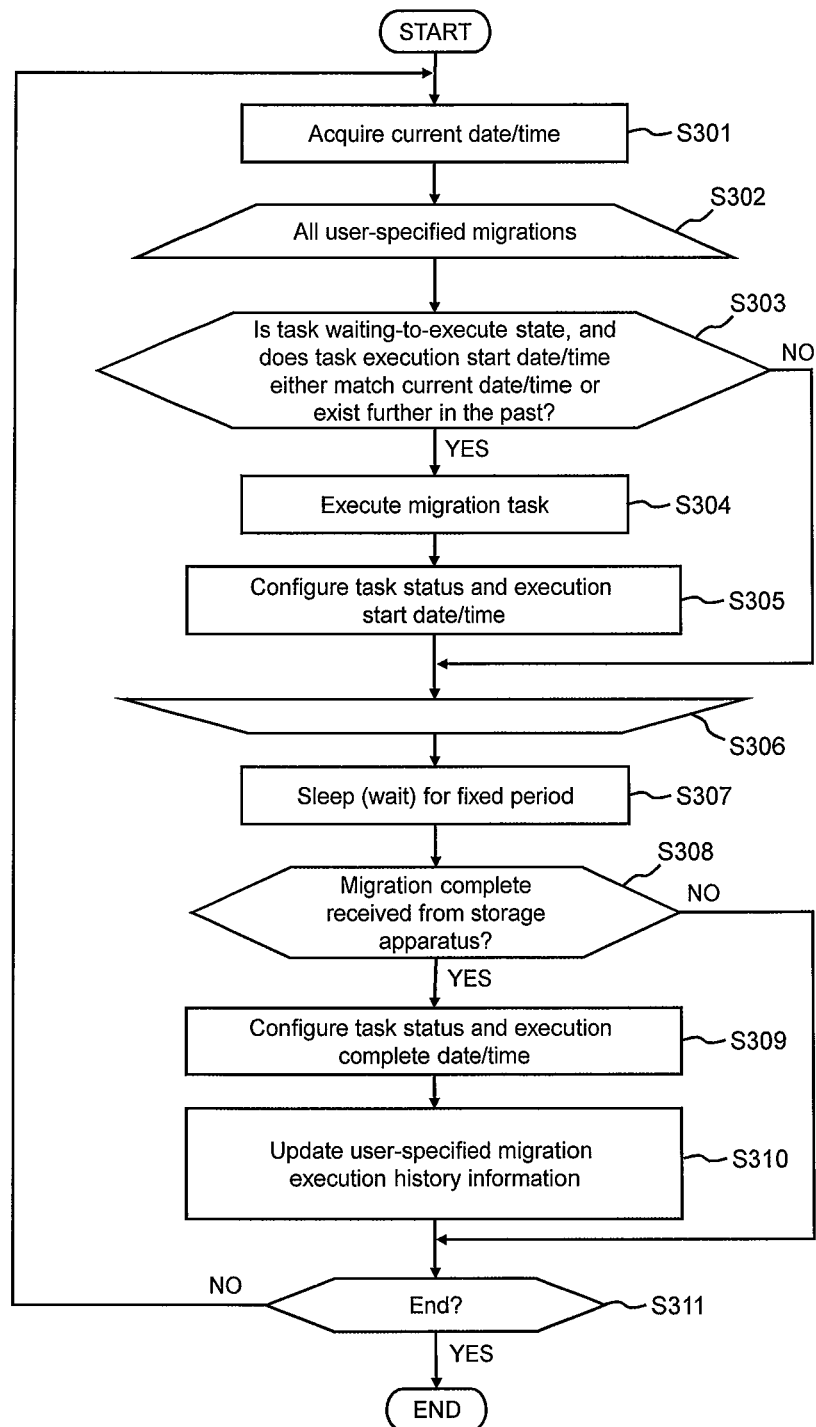 START
Acquire current date/time
S301
S302
All user-specified migrations
S303
Is task waiting-to-execute state, and
does task execution start date/time
either match current date/time or
exist further in the past?
NO
YES
Execute migration task
S304
Configure task status and execution
start date/time
S305
S306
Sleep (wait) for fixed period
S307
S308
Migration complete
received from storage
apparatus?
NO
YES
Configure task status and execution
complete date/time
S309
Update user-specified migration
execution history information
S310
NO
End?
S311
YES
END